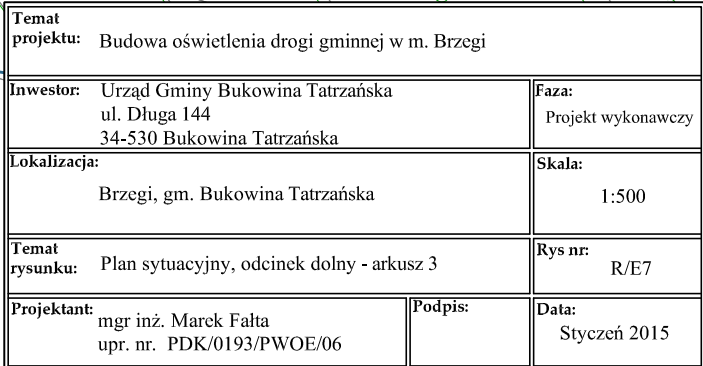 Temat
projektu: Budowa oświetlenia drogi gminnej w m. Brzegi
Inwestor: Urząd Gminy Bukowina Tatrzańska
ul. Długa 144
34-530 Bukowina Tatrzańska
Faza:
Projekt wykonawczy
Lokalizacja:
Brzegi, gm. Bukowina Tatrzańska
Skala:
1:500
Temat
rysunku: Plan sytuacyjny, odcinek dolny - arkusz 3
Rys nr:
R/E7
Projektant: mgr inż. Marek Fałta
upr. nr. PDK/0193/PWOE/06
Podpis:
Data:
Styczeń 2015